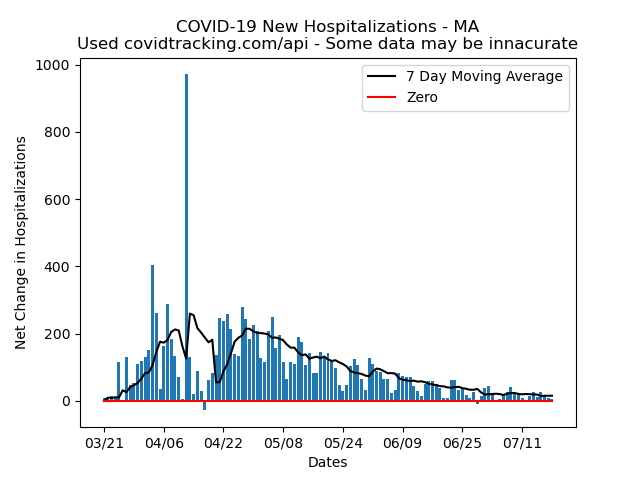 COVID-19 New Hospitalizations - MA
Used covidtracking.com/api - Some data may be innacurate
7 Day Moving Average
Zero
Net Change in Hospitalizations
1000
800
600
400
200
0
03/21 04/06 04/22 05/08 05/24 06/09 06/25 07/11
Dates